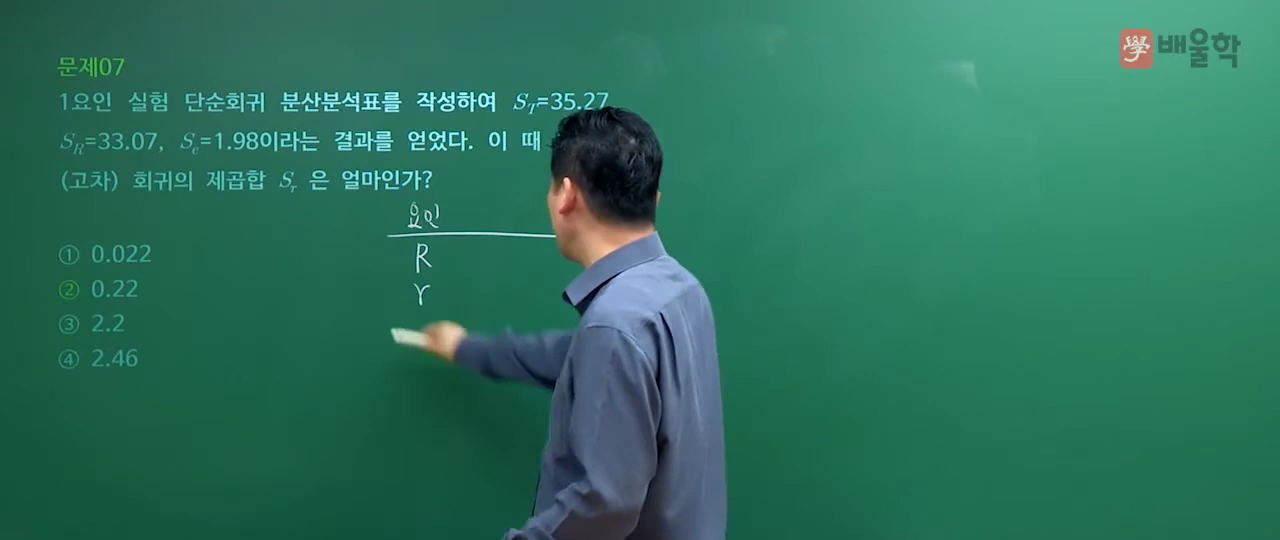 學 배울학
문제07
1요인 실험 단순회귀 분산분석표를 작성하여 S_T=35.27
S_R=33.07, S_e=1.98이라는 결과를 얻었다. 이 때
(고차) 회귀의 제곱합 S_r 은 얼마인가?
요인
R
r
① 0.022
② 0.22
③ 2.2
④ 2.46